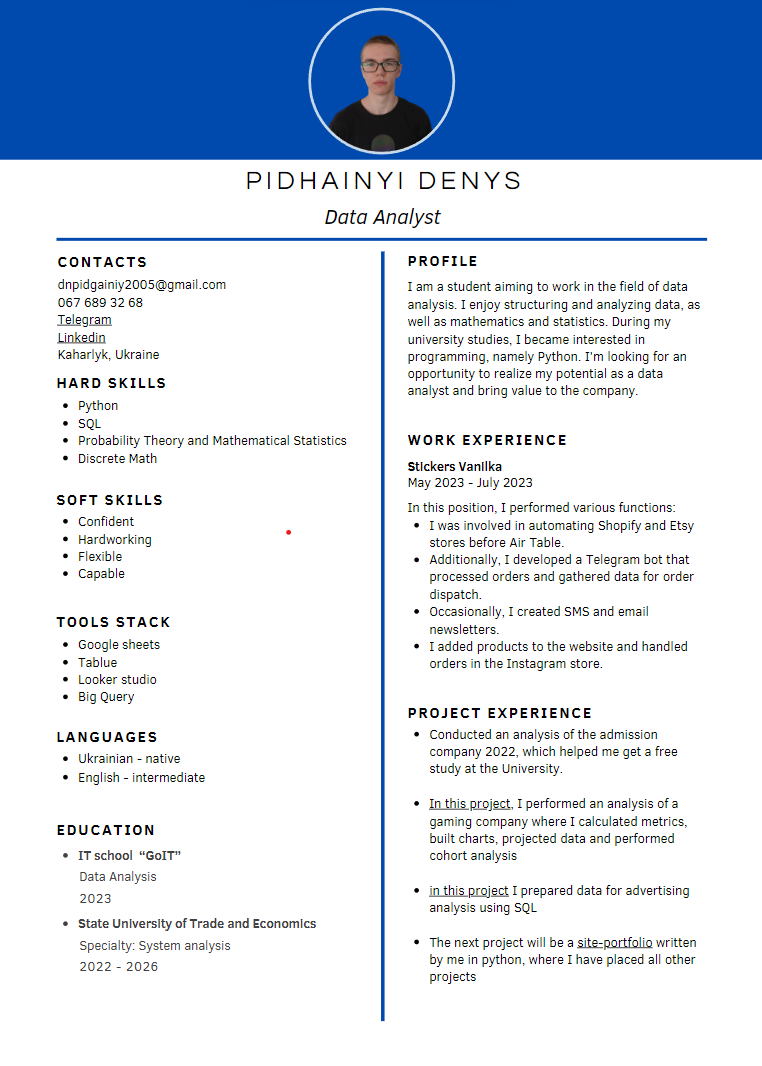 PIDHAINYI DENYS
Data Analyst
CONTACTS
dnpidgainiy2005@gmail.com
067 689 32 68
Telegram
Linkedin
Kaharlyk, Ukraine
HARD SKILLS
• Python
• SQL
• Probability Theory and Mathematical Statistics
• Discrete Math
SOFT SKILLS
• Confident
• Hardworking
• Flexible
• Capable
TOOLS STACK
• Google sheets
• Tablue
• Looker studio
• Big Query
LANGUAGES
• Ukrainian - native
• English - intermediate
EDUCATION
• IT school “GoIT”
Data Analysis
2023
• State University of Trade and Economics
Specialty: System analysis
2022 - 2026
PROFILE
I am a student aiming to work in the field of data
analysis. I enjoy structuring and analyzing data, as
well as mathematics and statistics. During my
university studies, I became interested in
programming, namely Python. I'm looking for an
opportunity to realize my potential as a data
analyst and bring value to the company.
WORK EXPERIENCE
Stickers Vanilka
May 2023 - July 2023
In this position, I performed various functions:
• I was involved in automating Shopify and Etsy
stores before Air Table.
• Additionally, I developed a Telegram bot that
processed orders and gathered data for order
dispatch.
• Occasionally, I created SMS and email
newsletters.
• I added products to the website and handled
orders in the Instagram store.
PROJECT EXPERIENCE
• Conducted an analysis of the admission
company 2022, which helped me get a free
study at the University.
• In this project, I performed an analysis of a
gaming company where I calculated metrics,
built charts, projected data and performed
cohort analysis
• in this project I prepared data for advertising
analysis using SQL
• The next project will be a site-portfolio written
by me in python, where I have placed all other
projects